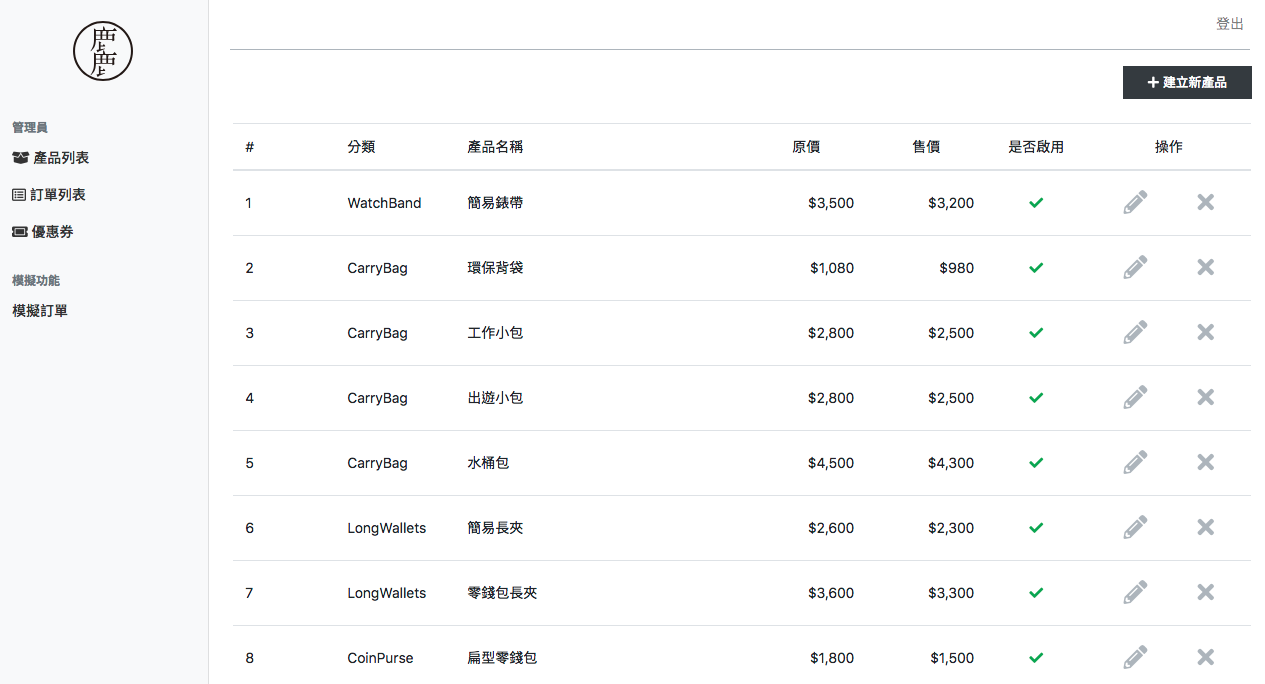 登出
管理員
產品列表
訂單列表
優惠券
模擬功能
模擬訂單
建立新產品
# 分類 產品名稱 原價 售價 是否啟用 操作
1 WatchBand 簡易錶帶 $3,500 $3,200
2 CarryBag 環保背袋 $1,080 $980
3 CarryBag 工作小包 $2,800 $2,500
4 CarryBag 出遊小包 $2,800 $2,500
5 CarryBag 水桶包 $4,500 $4,300
6 LongWallets 簡易長夾 $2,600 $2,300
7 LongWallets 零錢包長夾 $3,600 $3,300
8 CoinPurse 扁型零錢包 $1,800 $1,500